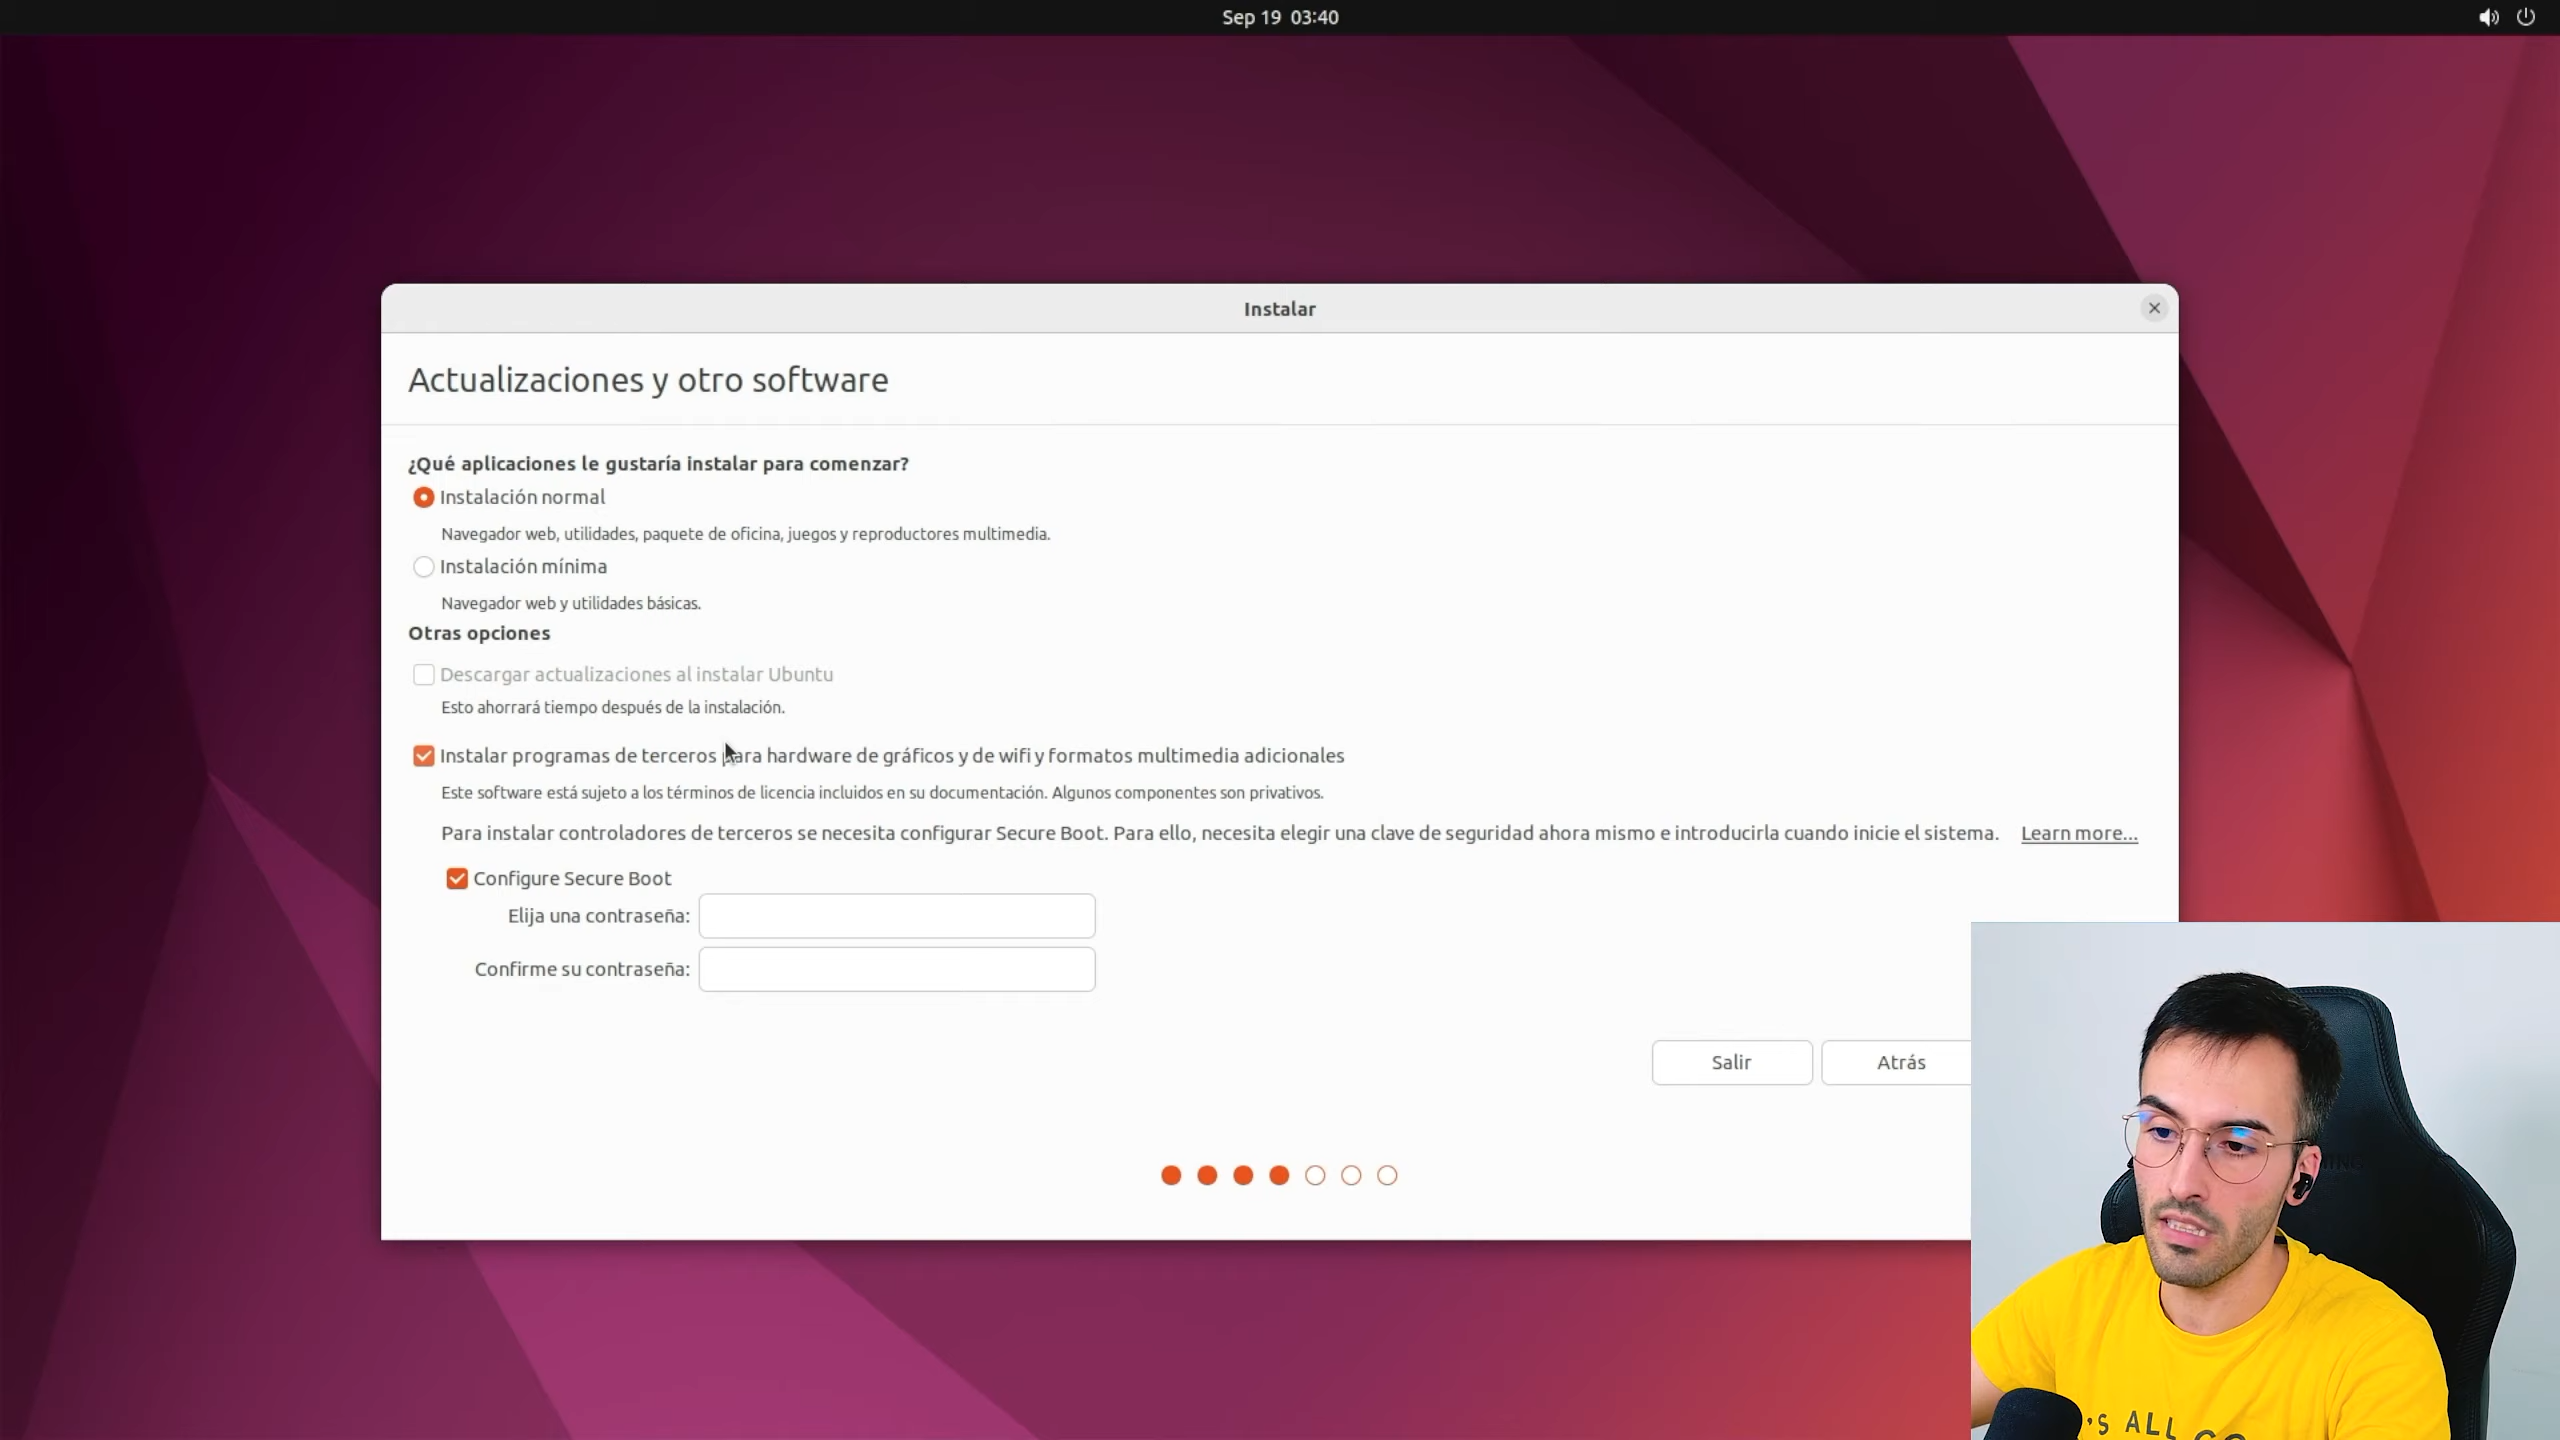 Sep 19 03:40
Instalar
Actualizaciones y otro software
¿Qué aplicaciones le gustaría instalar para comenzar?
Instalación normal
Navegador web, utilidades, paquete de oficina, juegos y reproductores multimedia.
Instalación mínima
Navegador web y utilidades básicas.
Otras opciones
Descargar actualizaciones al instalar Ubuntu
Esto ahorrará tiempo después de la instalación.
Instalar programas de terceros para hardware de gráficos y de wifi y formatos multimedia adicionales
Este software está sujeto a los términos de licencia incluidos en su documentación. Algunos componentes son privativos.
Para instalar controladores de terceros se necesita configurar Secure Boot. Para ello, necesita elegir una clave de seguridad ahora mismo e introducirla cuando inicie el sistema. Learn more...
Configure Secure Boot
Elija una contraseña:
Confirme su contraseña:
Salir
Atrás
'S ALL